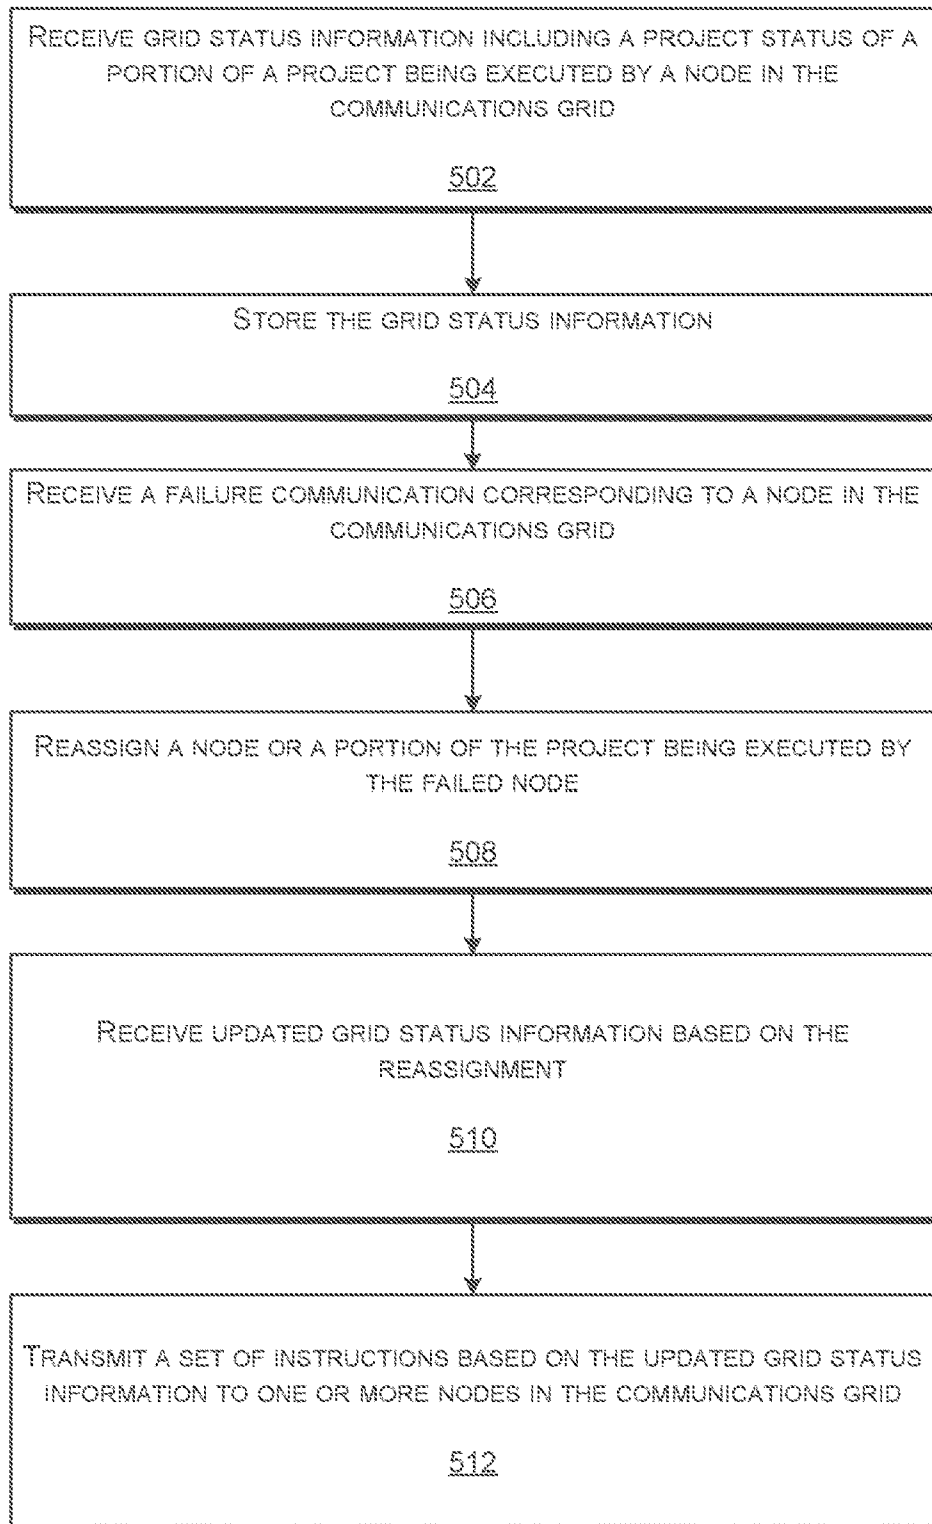 RECEIVE GRID STATUS INFORMATION INCLUDING A PROJECT STATUS OF A
PORTION OF A PROJECT BEING EXECUTED BY A NODE IN THE
COMMUNICATIONS GRID
502
STORE THE GRID STATUS INFORMATION
504
RECEIVE A FAILURE COMMUNICATION CORRESPONDING TO A NODE IN THE
COMMUNICATIONS GRID
506
REASSIGN A NODE OR A PORTION OF THE PROJECT BEING EXECUTED BY
THE FAILED NODE
508
RECEIVE UPDATED GRID STATUS INFORMATION BASED ON THE
REASSIGNMENT
510
TRANSMIT A SET OF INSTRUCTIONS BASED ON THE UPDATED GRID STATUS
INFORMATION TO ONE OR MORE NODES IN THE COMMUNICATIONS GRID
512